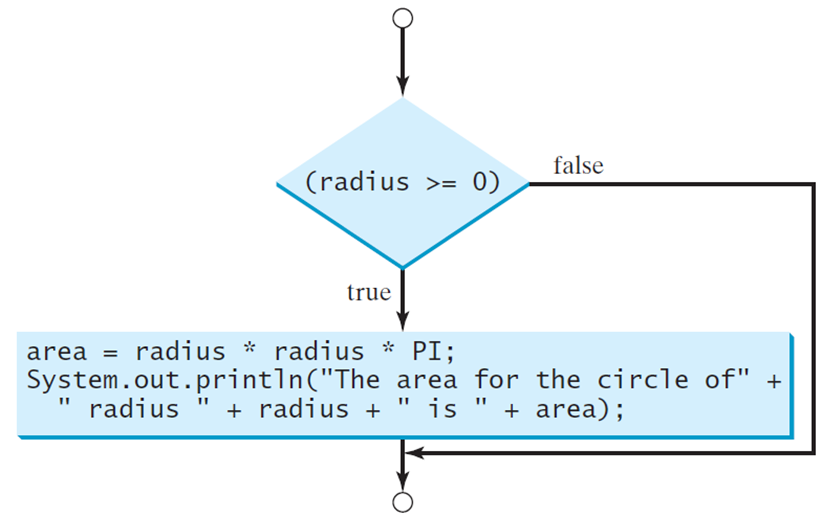 (radius >= 0)
false
true
area = radius * radius * PI;
System.out.println("The area for the circle of" +
" radius " + radius + " is " + area);